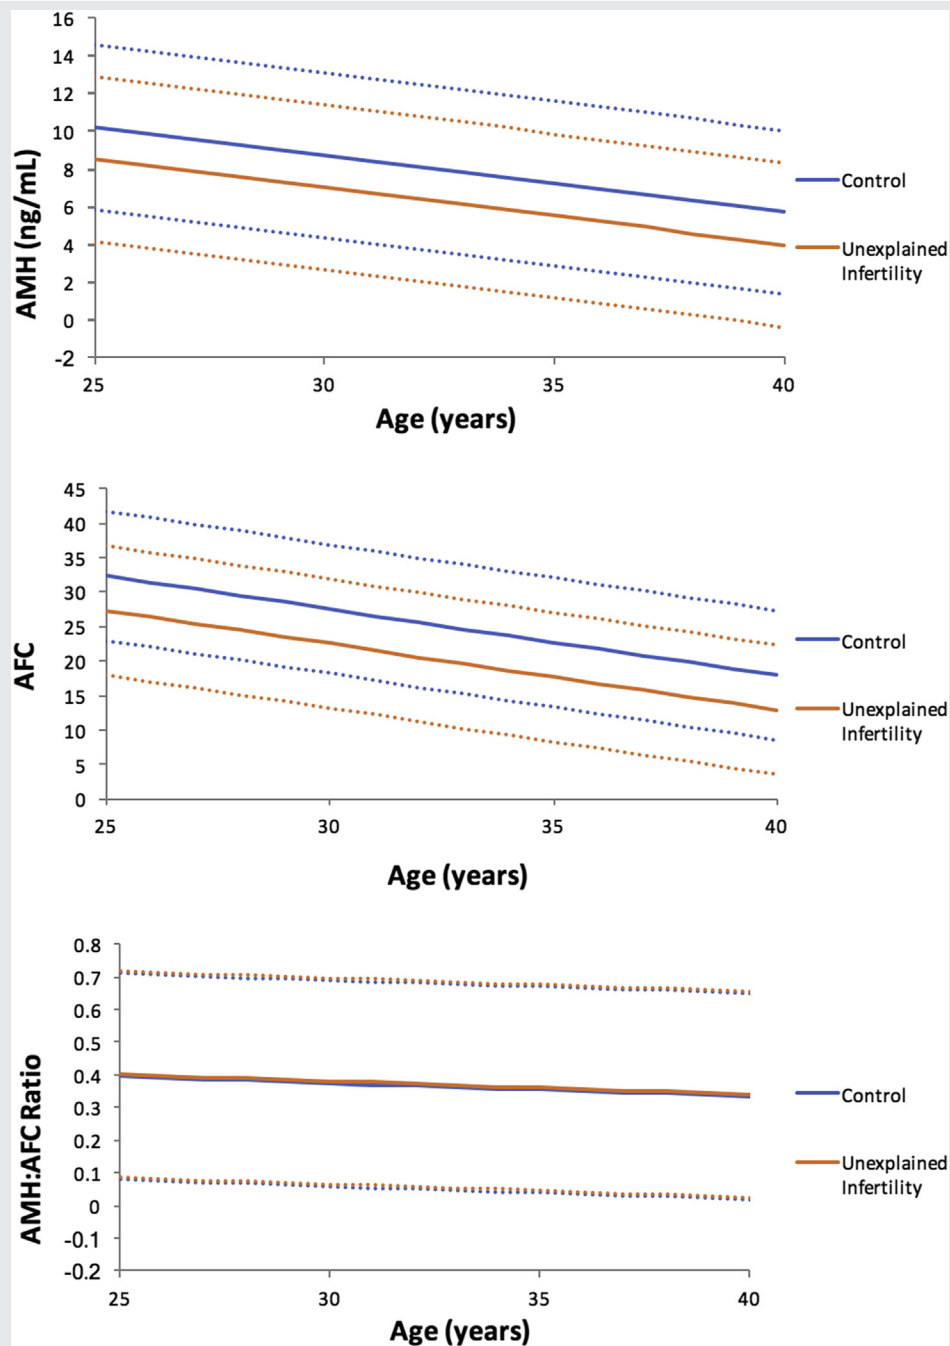 16
14
12
10
8
6
4
2
0
-2
AMH (ng/mL)
25 30 35 40
Age (years)
Control
Unexplained
Infertility
45
40
35
30
25
20
15
10
5
0
AFC
25 30 35 40
Age (years)
Control
Unexplained
Infertility
0.8
0.7
0.6
0.5
0.4
0.3
0.2
0.1
0
-0.1
-0.2
AMH:AFC Ratio
25 30 35 40
Age (years)
Control
Unexplained
Infertility